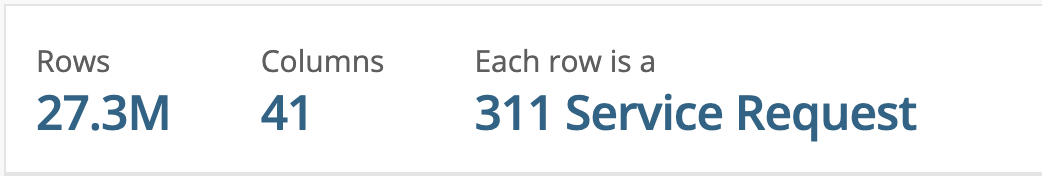 Rows Columns Each row is a
27.3M 41 311 Service Request